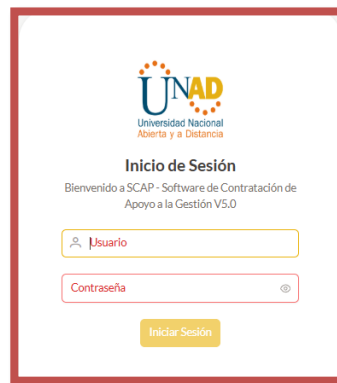 UNAD
Universidad Nacional
Abierta y a Distancia
Inicio de Sesión
Bienvenido a SCAP - Software de Contratación de
Apoyo a la Gestión V5.0
Usuario
Contraseña
Iniciar Sesión